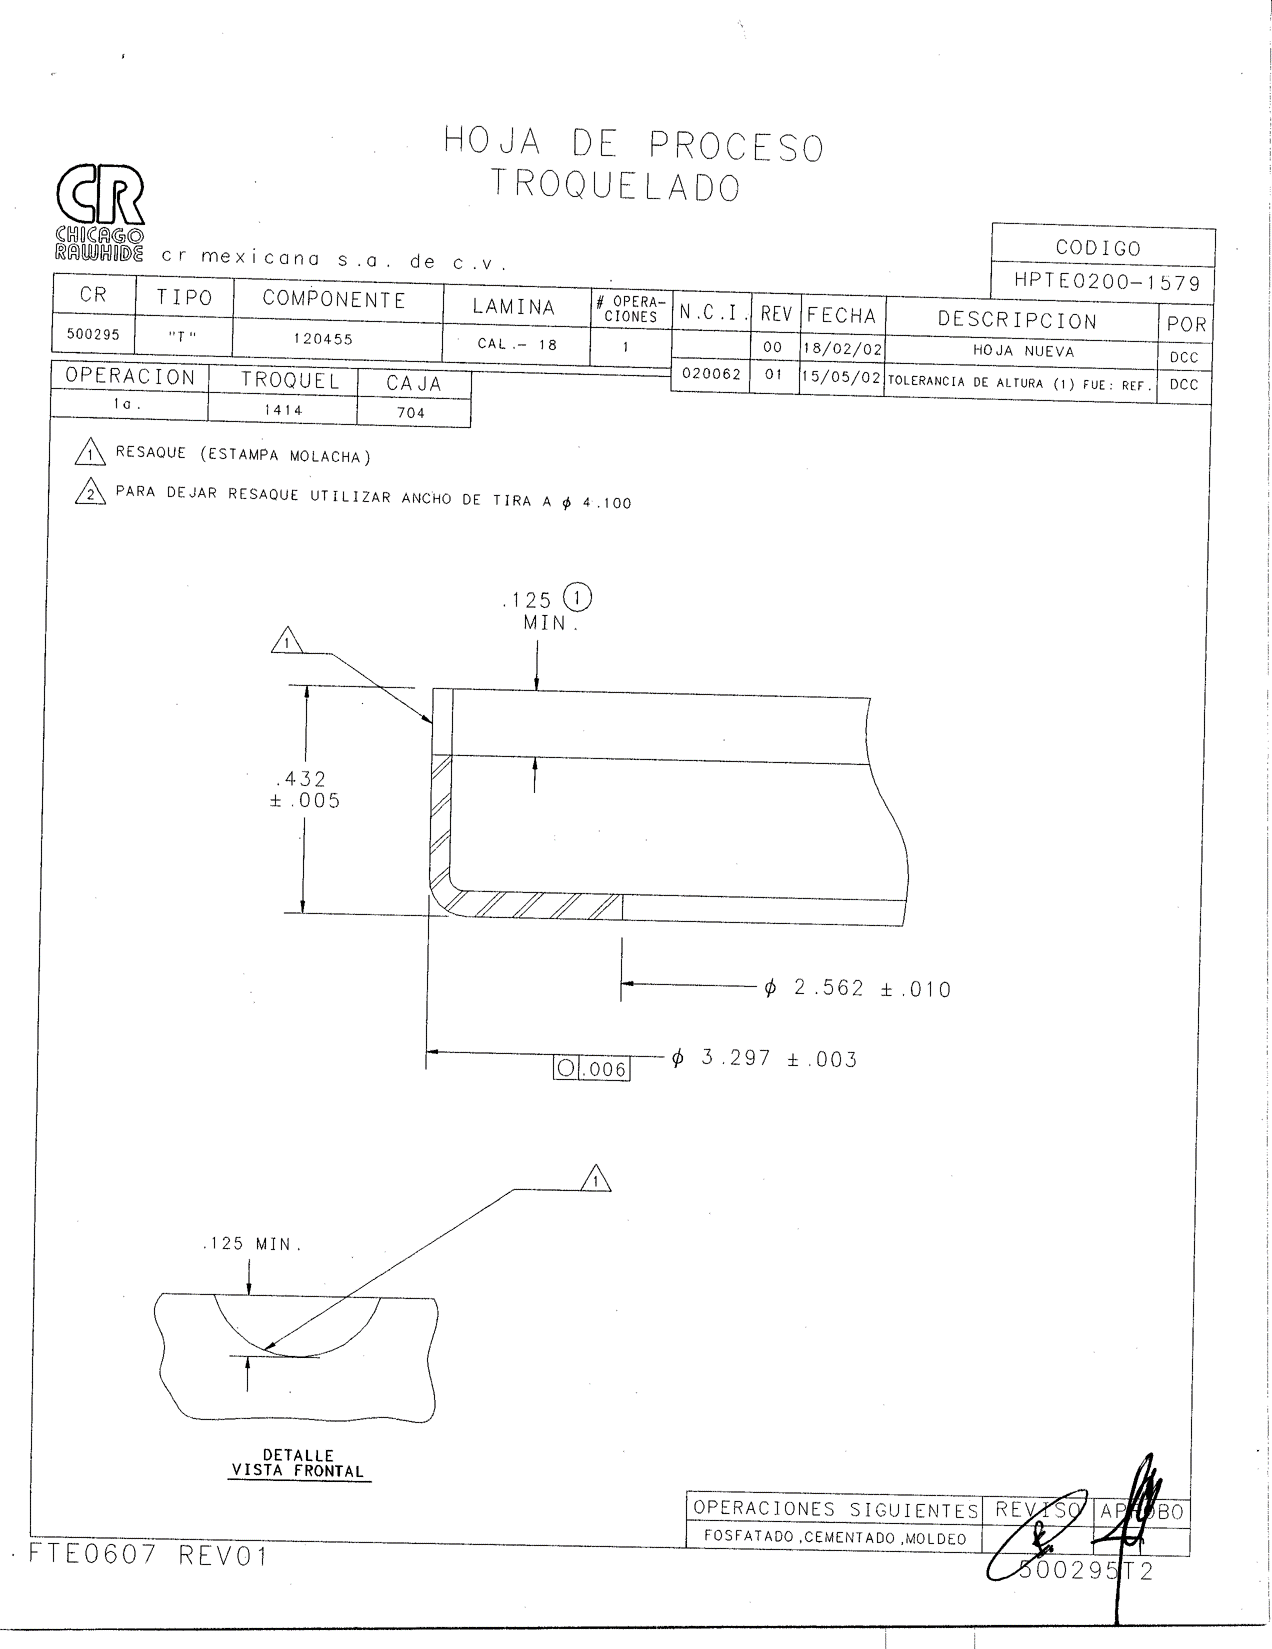 HOJA DE PROCESO
TROQUELADO
CR
CHICAGO
RAWHIDE
cr mexicana s.a. de c.v.
CODIGO
HPTE0200-1579
CR TIPO COMPONENTE LAMINA # OPERA-CIONES N.C.I. REV FECHA DESCRIPCION POR
500295 "T" 120455 CAL.- 18 1 00 18/02/02 HOJA NUEVA DCC
020062 01 15/05/02 TOLERANCIA DE ALTURA (1) FUE: REF. DCC
OPERACION TROQUEL CAJA
1a. 1414 704
1 RESAQUE (ESTAMPA MOLACHA)
2 PARA DEJAR RESAQUE UTILIZAR ANCHO DE TIRA A ϕ 4.100
.125 1
MIN.
1
.432
±.005
ϕ 2.562 ±.010
ϕ 3.297 ±.003
.006
1
.125 MIN.
DETALLE
VISTA FRONTAL
OPERACIONES SIGUIENTES REVISO APROBO
FOSFATADO,CEMENTADO,MOLDEO
FTE0607 REV01
500295T2